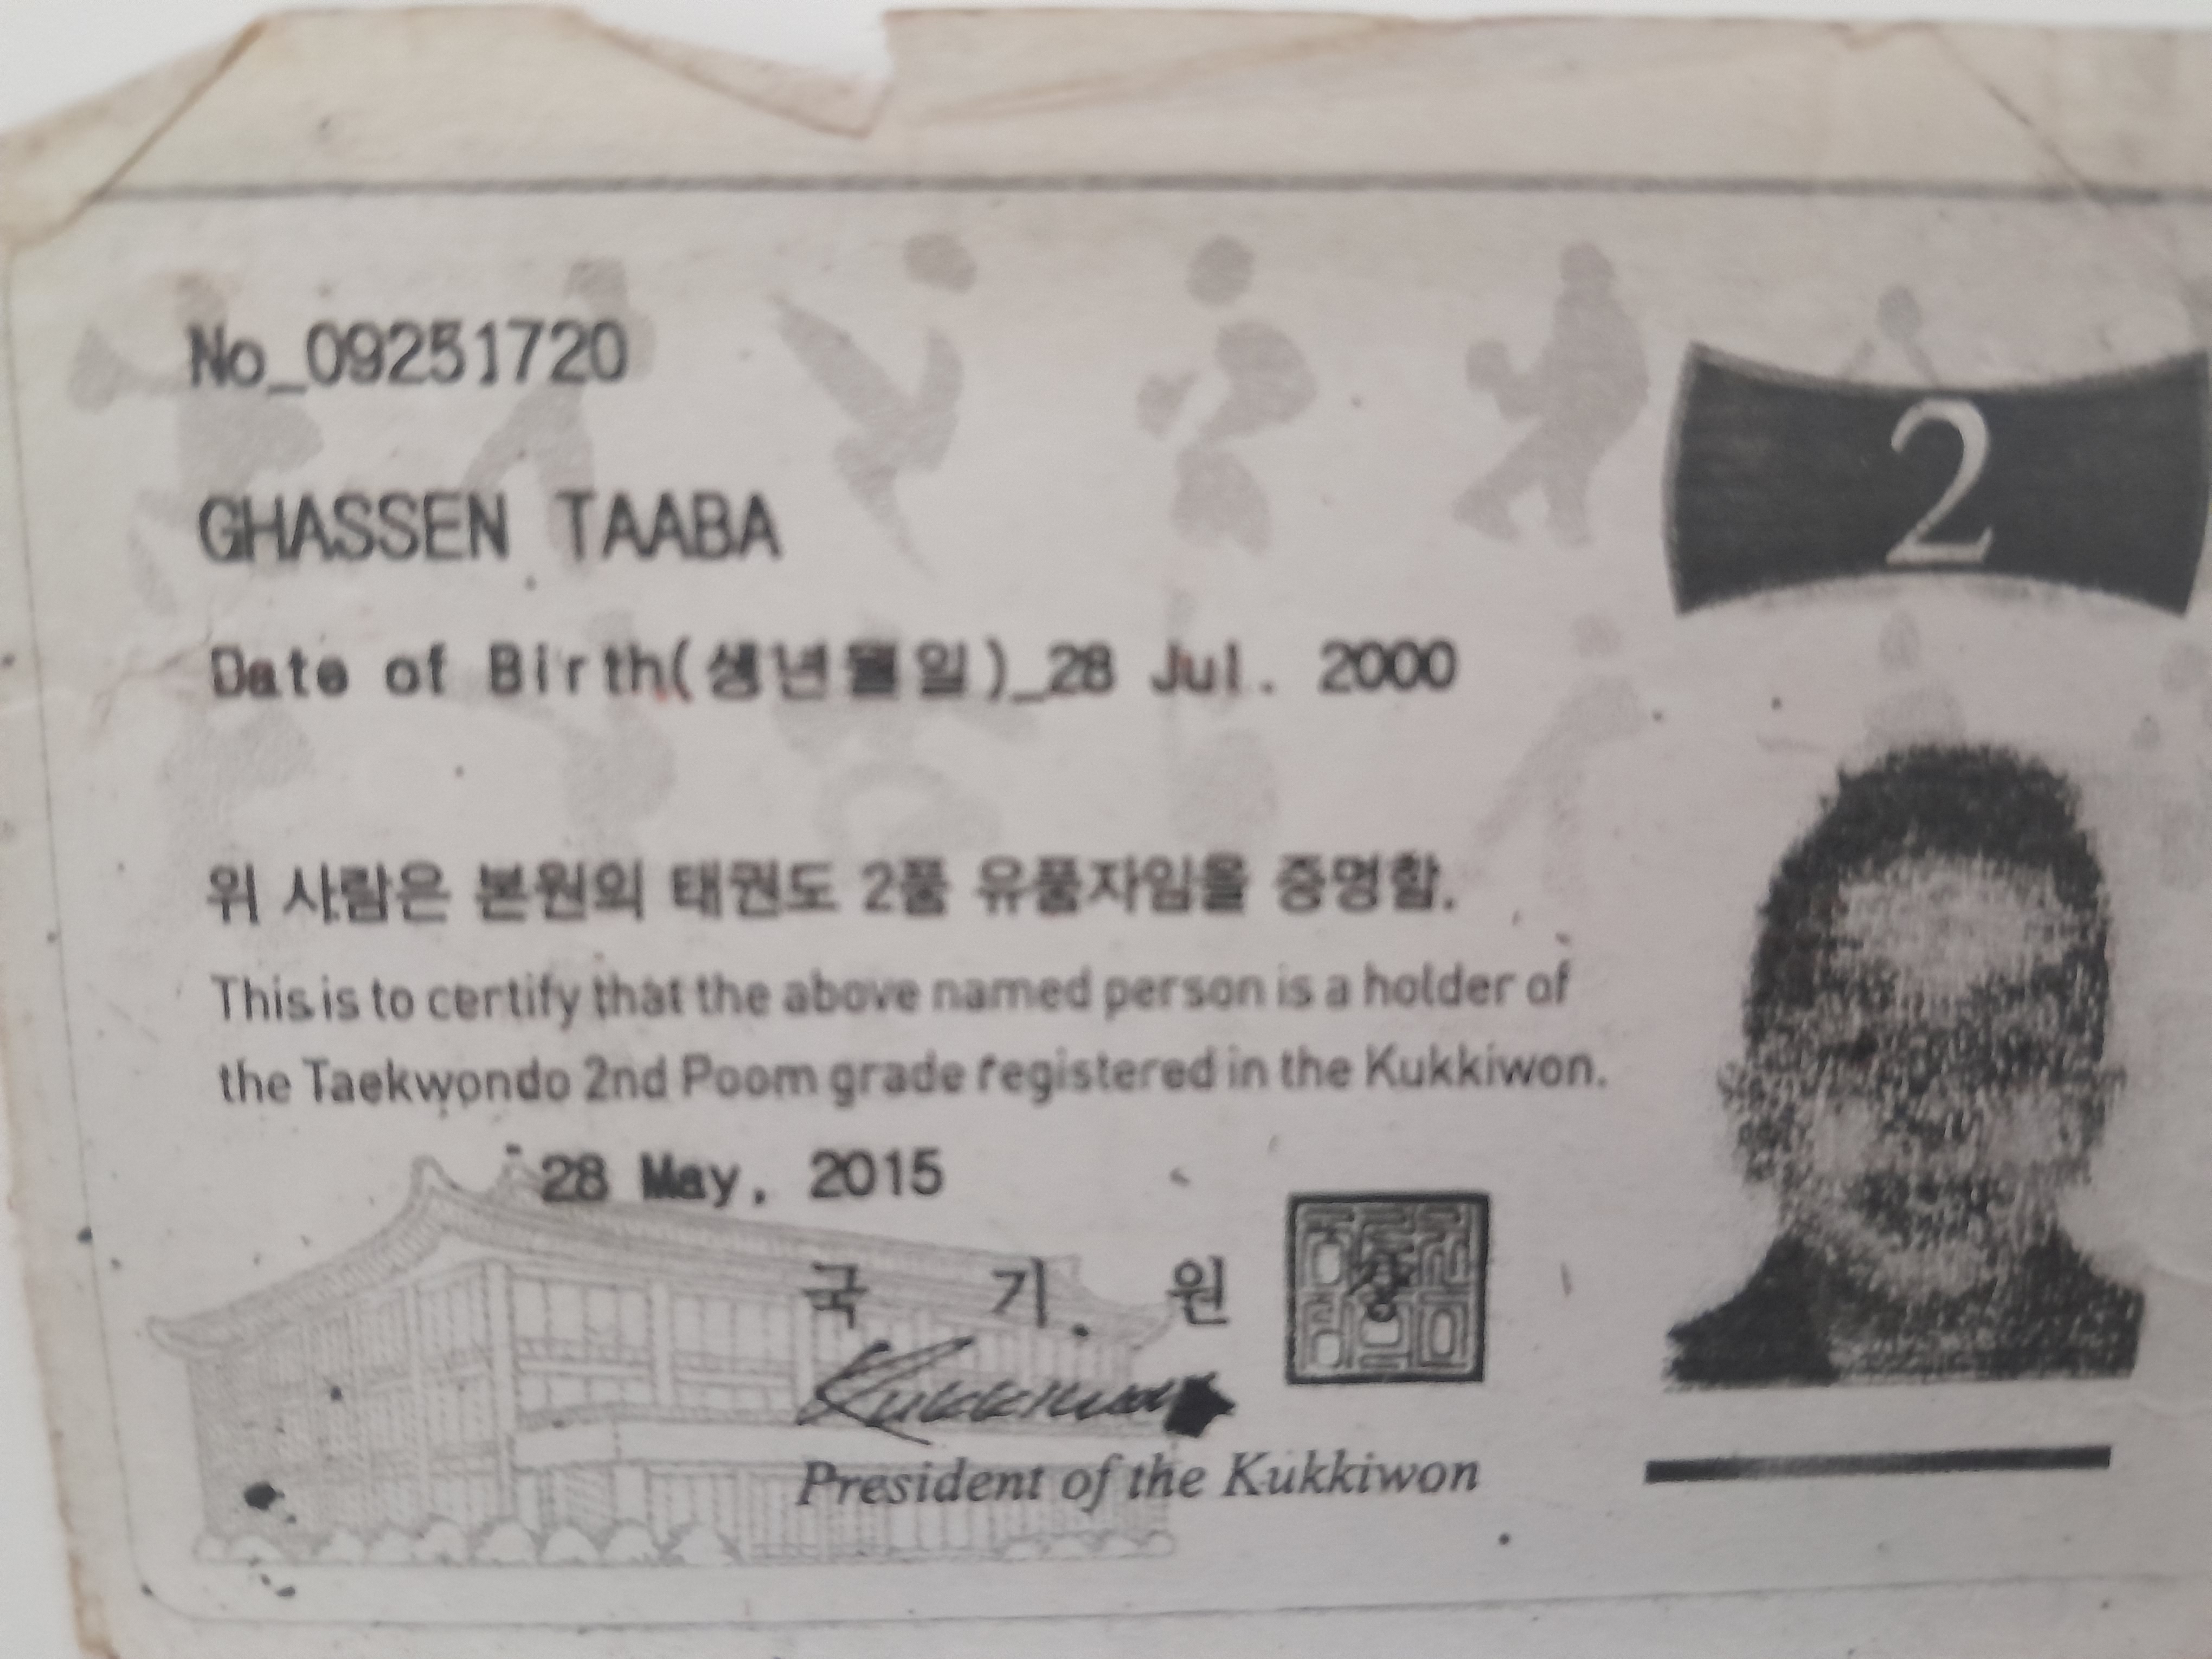 No_09251720
2
GHASSEN TAABA
Date of Birth(생년월일)_28 Jul. 2000
위 사람은 본원의 태권도 2품 유품자임을 증명함.
This is to certify that the above named person is a holder of
the Taekwondo 2nd Poom grade registered in the Kukkiwon.
28 May, 2015
국 기 원
Kukkiwon
President of the Kukkiwon